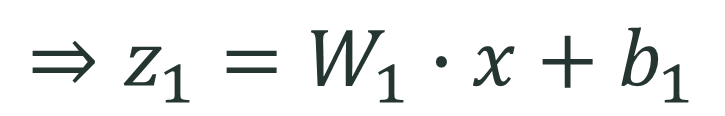 ⇒ z₁ = W₁ · x + b₁